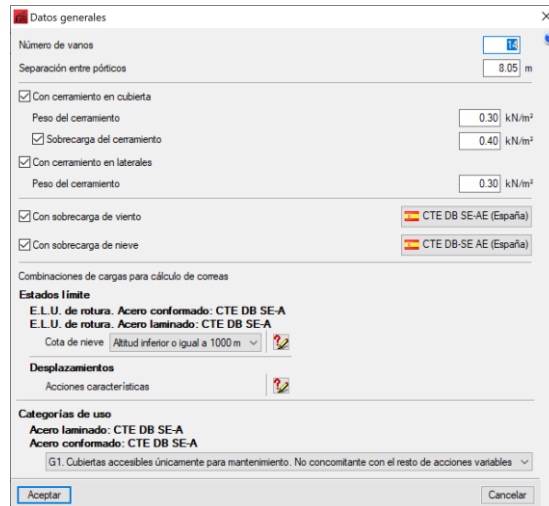 Datos generales
Número de vanos 14
Separación entre pórticos 8.05 m
Con cerramiento en cubierta
Peso del cerramiento 0.30 kN/m²
Sobrecarga del cerramiento 0.40 kN/m²
Con cerramiento en laterales
Peso del cerramiento 0.30 kN/m²
Con sobrecarga de viento CTE DB SE-AE (España)
Con sobrecarga de nieve CTE DB-SE AE (España)
Combinaciones de cargas para cálculo de correas
Estados límite
E.L.U. de rotura. Acero conformado: CTE DB SE-A
E.L.U. de rotura. Acero laminado: CTE DB SE-A
Cota de nieve Altitud inferior o igual a 1000 m
Desplazamientos
Acciones características
Categorías de uso
Acero laminado: CTE DB SE-A
Acero conformado: CTE DB SE-A
G1. Cubiertas accesibles únicamente para mantenimiento. No concomitante con el resto de acciones variables
Aceptar Cancelar